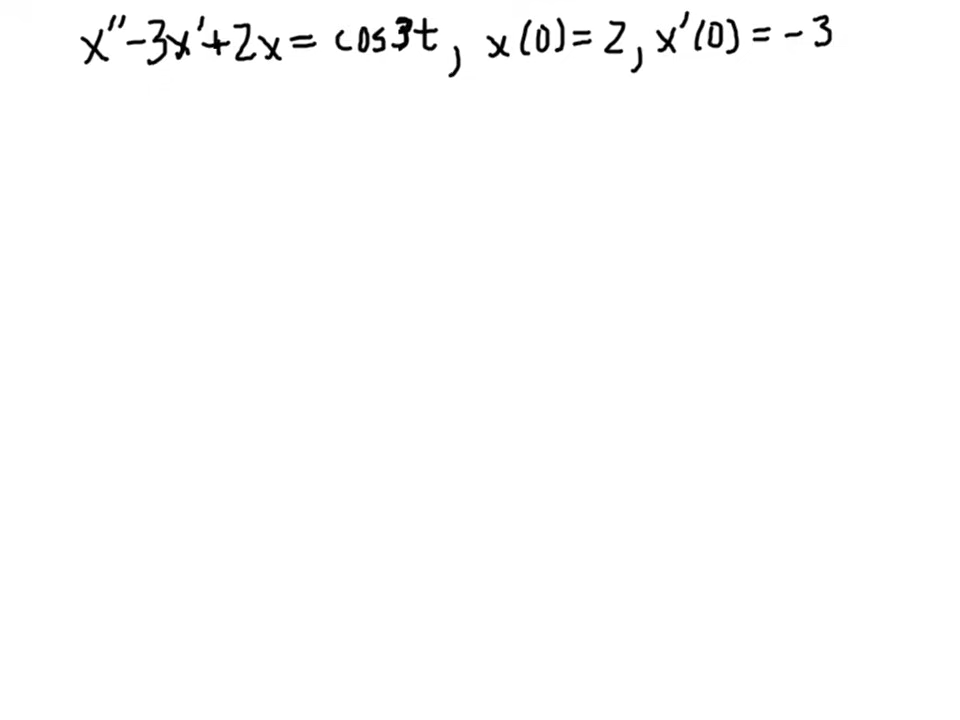 x''-3x'+2x= cos3t, x(0)=2, x'(0)=-3